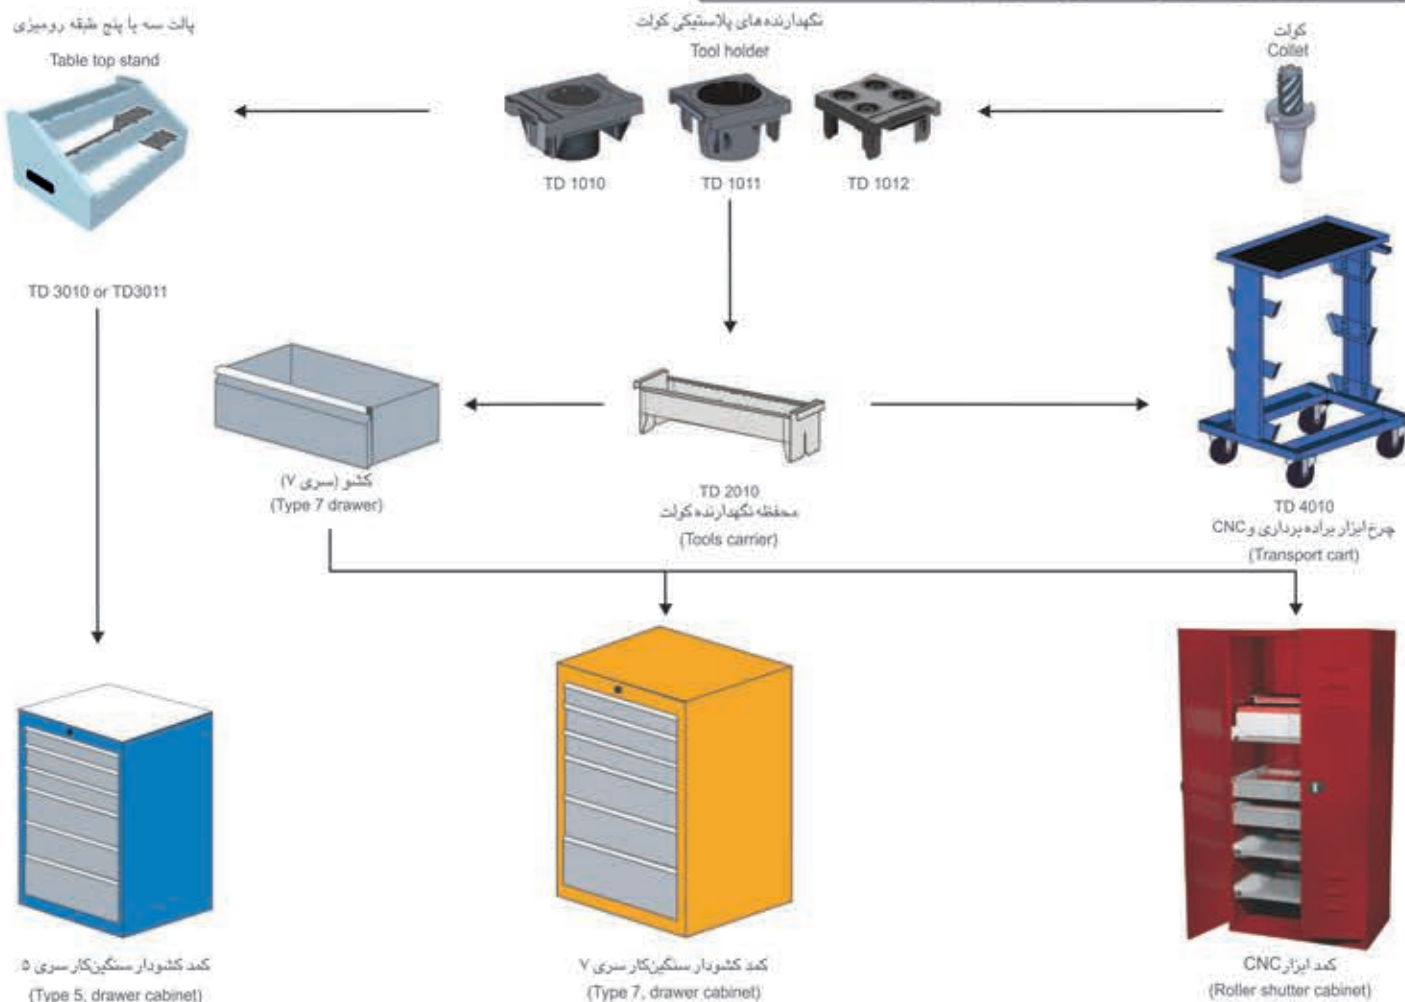 پالت سه یا پنج طبقه رومیزی
Table top stand
نگهدارنده‌های پلاستیکی کولت
Tool holder
کولت
Collet
TD 1010
TD 1011
TD 1012
TD 3010 or TD3011
کشو (سری ۷)
(Type 7 drawer)
TD 2010
محفظه نگهدارنده کولت
(Tools carrier)
TD 4010
چرخ ابزار براده برداری و CNC
(Transport cart)
کمد کشودار سنگین‌کار سری ۵
(Type 5, drawer cabinet)
کمد کشودار سنگین‌کار سری ۷
(Type 7, drawer cabinet)
کمد ابزار CNC
(Roller shutter cabinet)